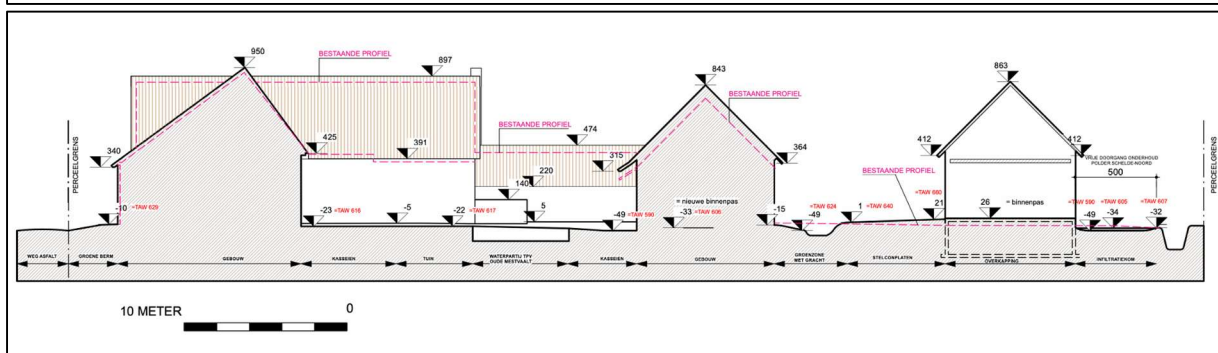 950
BESTAANDE PROFIEL
897
843
863
BESTAANDE PROFIEL
BESTAANDE PROFIEL
474
425
391
412
412
340
315
364
VRIJE DOORGANG ONDERHOUD
POLDER SCHELDE-NOORD
PERCEELGRENS
PERCEELGRENS
220
BESTAANDE PROFIEL
500
140
=TAW 680
-10 =TAW 629
-23 =TAW 616
-5
-22 =TAW 617
5
-49 =TAW 590
= nieuwe binnenpas
-33 =TAW 606
-15
=TAW 624
-49
1 =TAW 640
21
26
= binnenpas
=TAW 590
-49
=TAW 605
-34
=TAW 607
-32
WEG ASFALT
GROENE BERM
GEBOUW
KASSEIEN
TUIN
WATERPARTIJ TPV
OUDE MESTVAALT
KASSEIEN
GEBOUW
GROENZONE
MET GRACHT
STELCONPLATEN
OVERKAPPING
INFILTRATIEKOM
10 METER 0